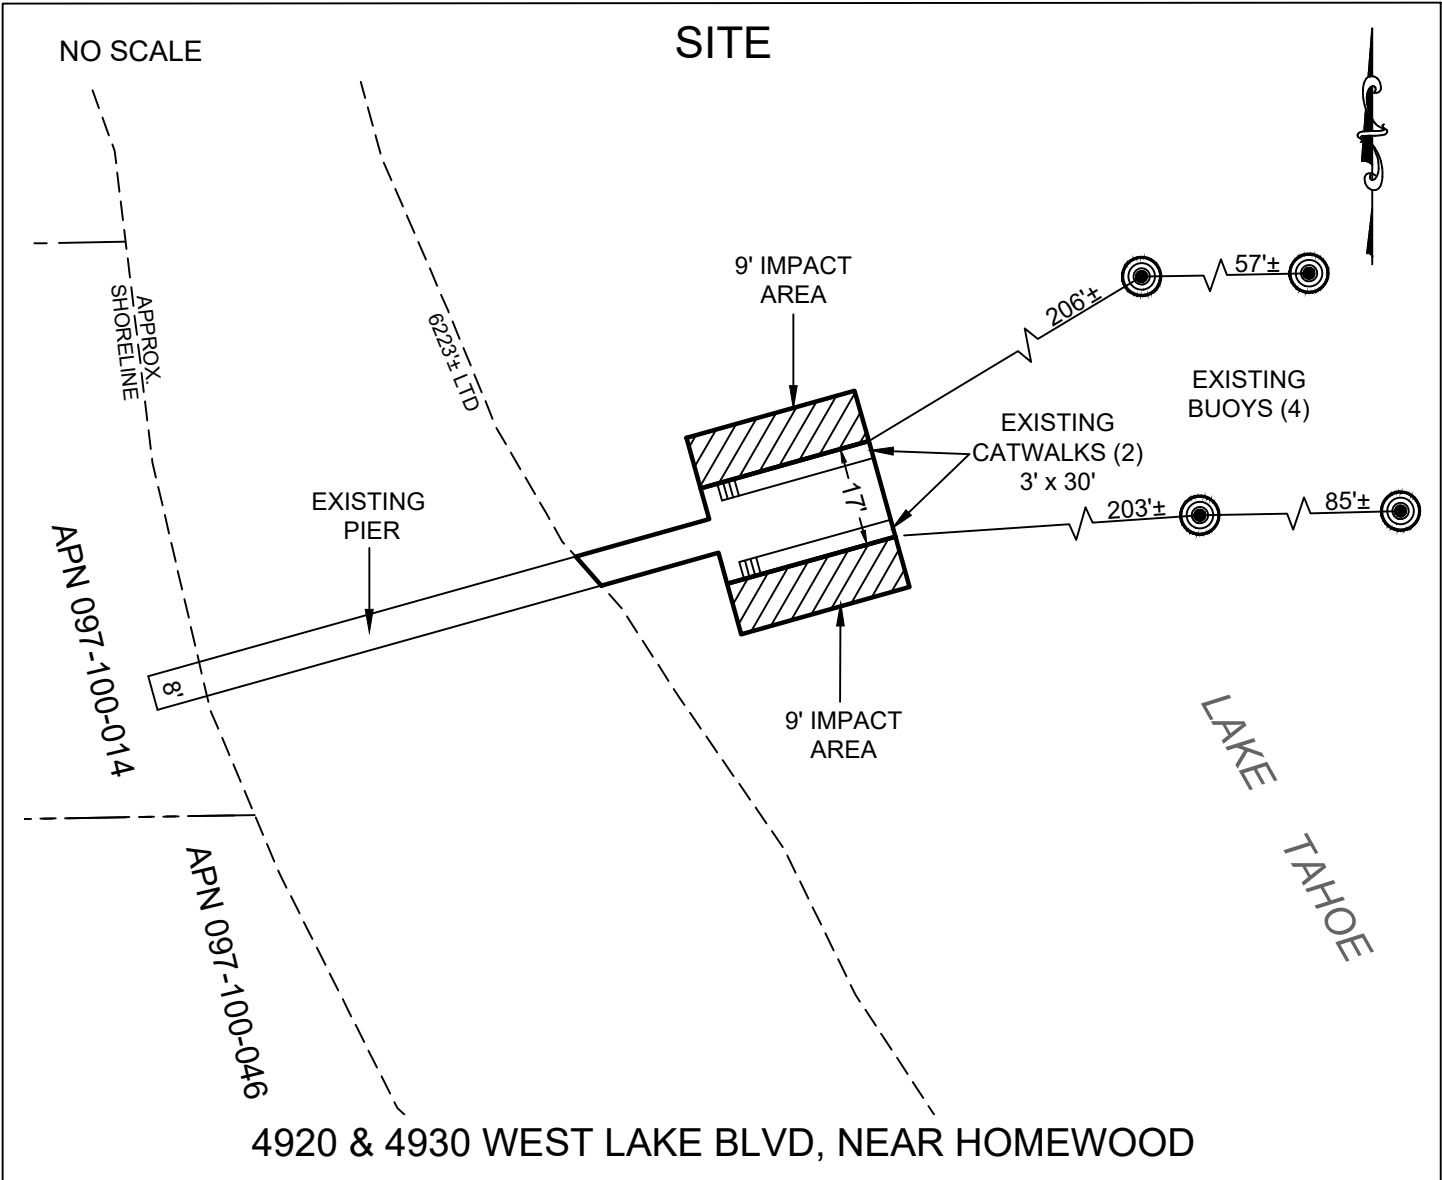 NO SCALE
SITE
9' IMPACT
AREA
206'±
57'±
APPROX.
SHORELINE
6223'± LTD
EXISTING
BUOYS (4)
EXISTING
CATWALKS (2)
3' x 30'
17'
203'±
85'±
EXISTING
PIER
8'
APN 097-100-014
9' IMPACT
AREA
LAKE
TAHOE
APN 097-100-046
4920 & 4930 WEST LAKE BLVD, NEAR HOMEWOOD